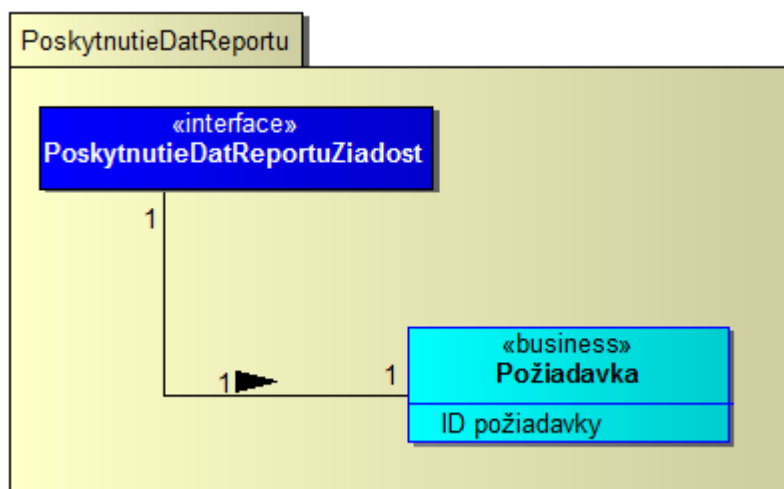 PoskytnutieDatReportu
«interface»
PoskytnutieDatReportuZiadost
1
1
1
«business»
Požiadavka
ID požiadavky